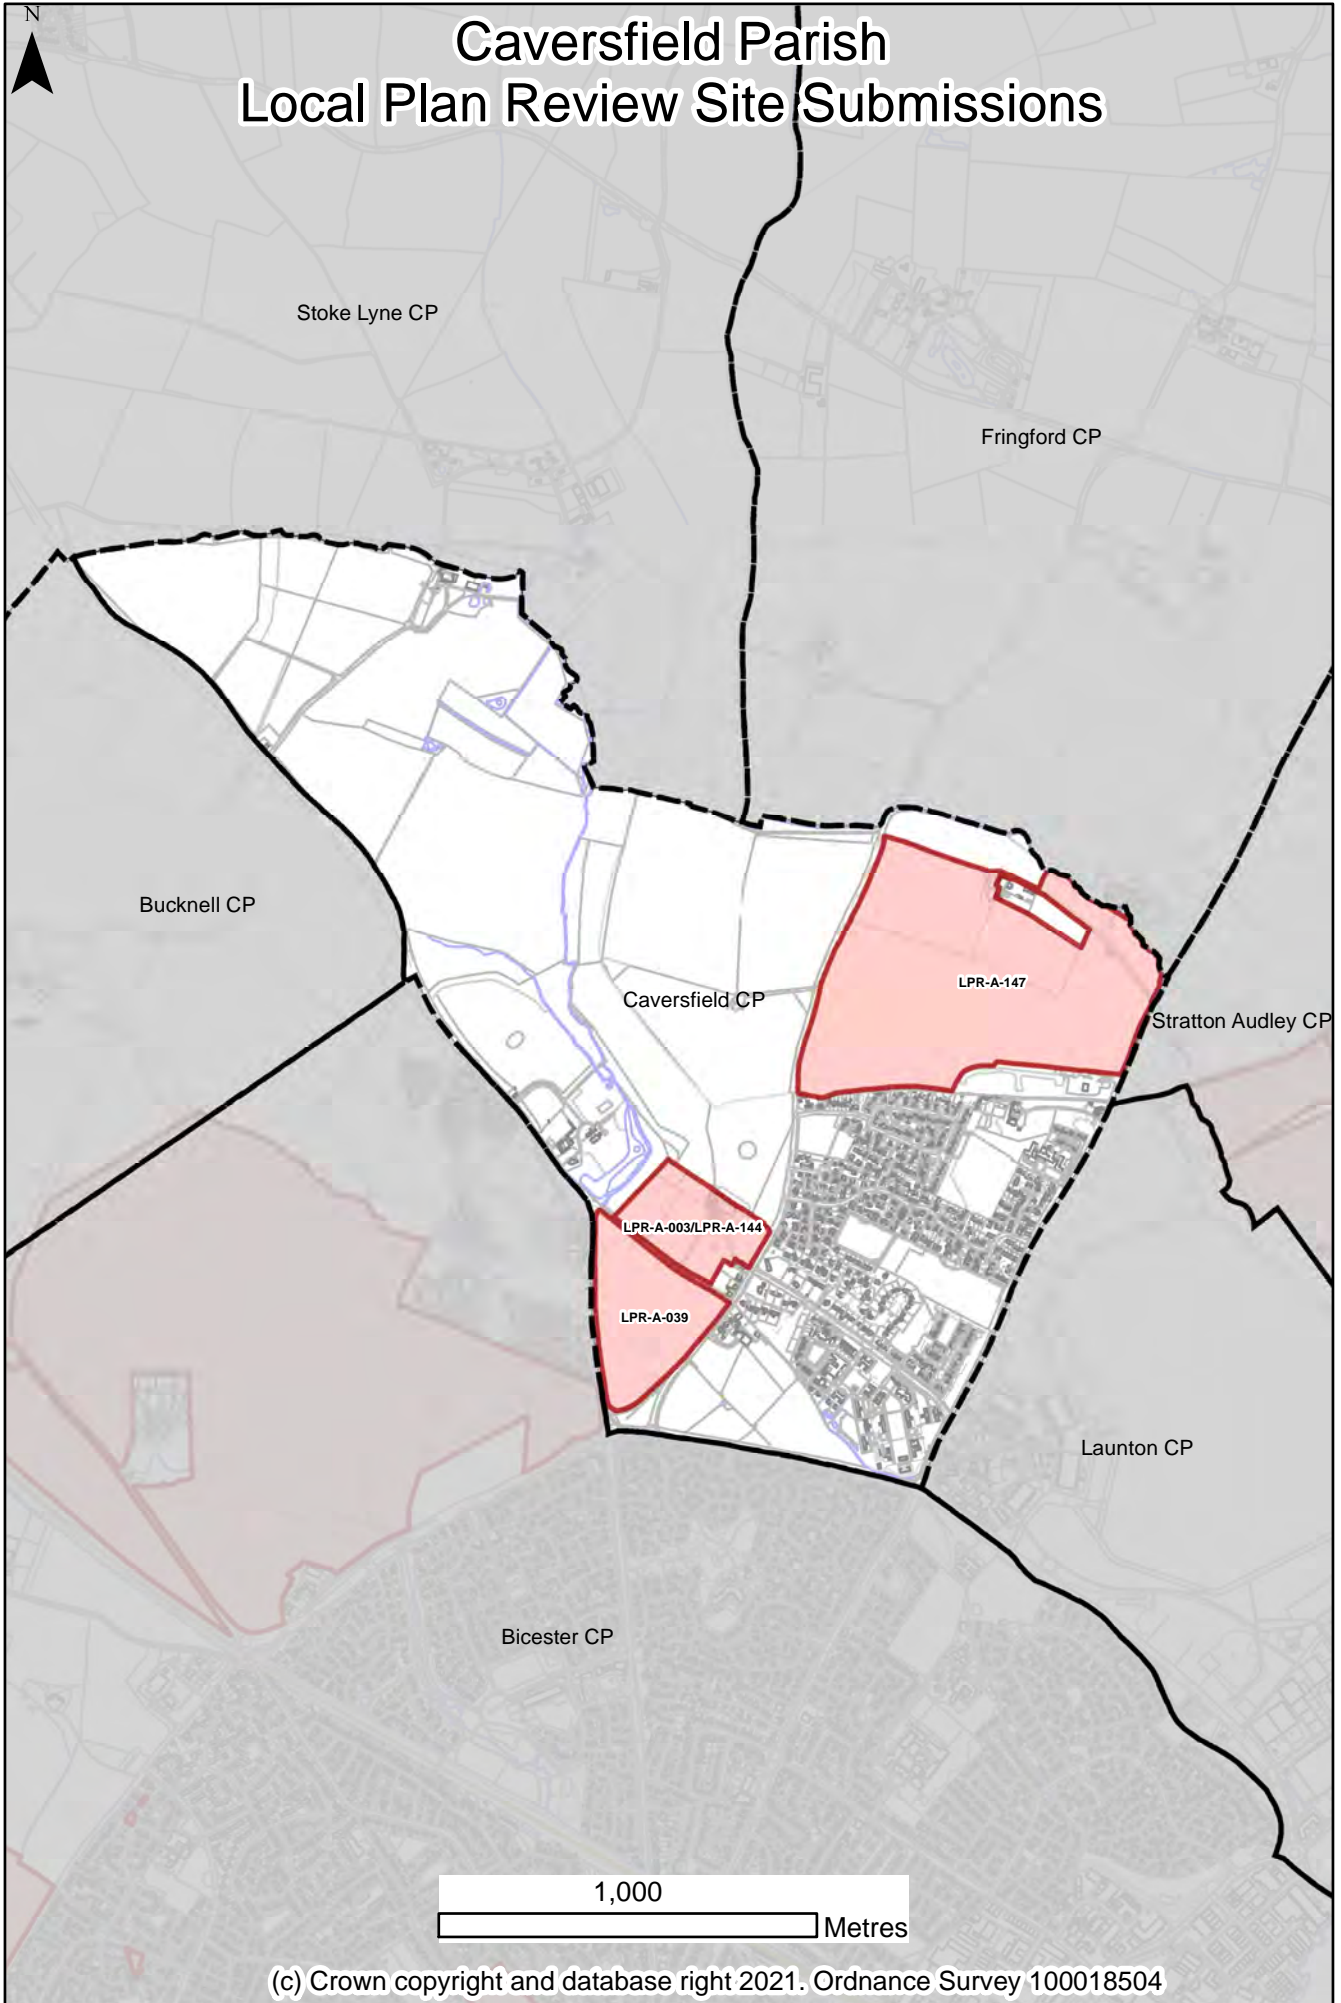 N
Caversfield Parish
Local Plan Review Site Submissions
Stoke Lyne CP
Fringford CP
Bucknell CP
LPR-A-147
Caversfield CP
Stratton Audley CP
LPR-A-003/LPR-A-144
LPR-A-039
Launton CP
Bicester CP
1,000
Metres
(c) Crown copyright and database right 2021. Ordnance Survey 100018504